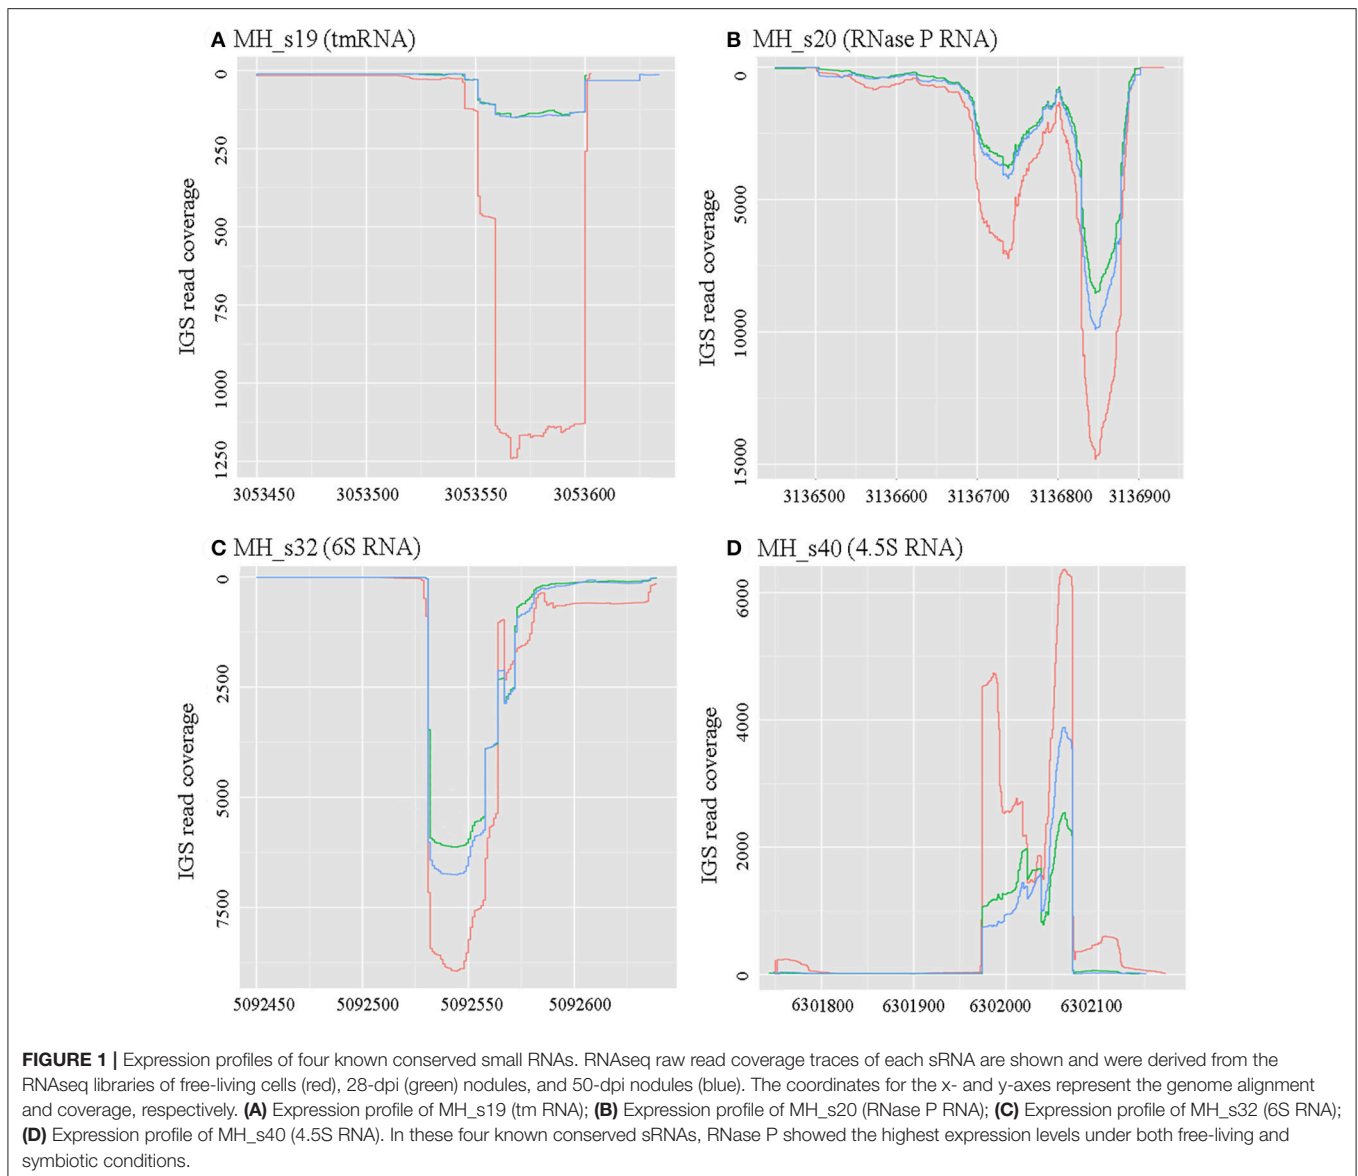 A MH_s19 (tmRNA)
IGS read coverage
0
250
500
750
1000
1250
3053450 3053500 3053550 3053600
B MH_s20 (RNase P RNA)
IGS read coverage
0
5000
10000
15000
3136500 3136600 3136700 3136800 3136900
C MH_s32 (6S RNA)
IGS read coverage
0
2500
5000
7500
5092450 5092500 5092550 5092600
D MH_s40 (4.5S RNA)
IGS read coverage
6000
4000
2000
0
6301800 6301900 6302000 6302100
FIGURE 1 | Expression profiles of four known conserved small RNAs. RNAseq raw read coverage traces of each sRNA are shown and were derived from the
RNAseq libraries of free-living cells (red), 28-dpi (green) nodules, and 50-dpi nodules (blue). The coordinates for the x- and y-axes represent the genome alignment
and coverage, respectively. (A) Expression profile of MH_s19 (tm RNA); (B) Expression profile of MH_s20 (RNase P RNA); (C) Expression profile of MH_s32 (6S RNA);
(D) Expression profile of MH_s40 (4.5S RNA). In these four known conserved sRNAs, RNase P showed the highest expression levels under both free-living and
symbiotic conditions.